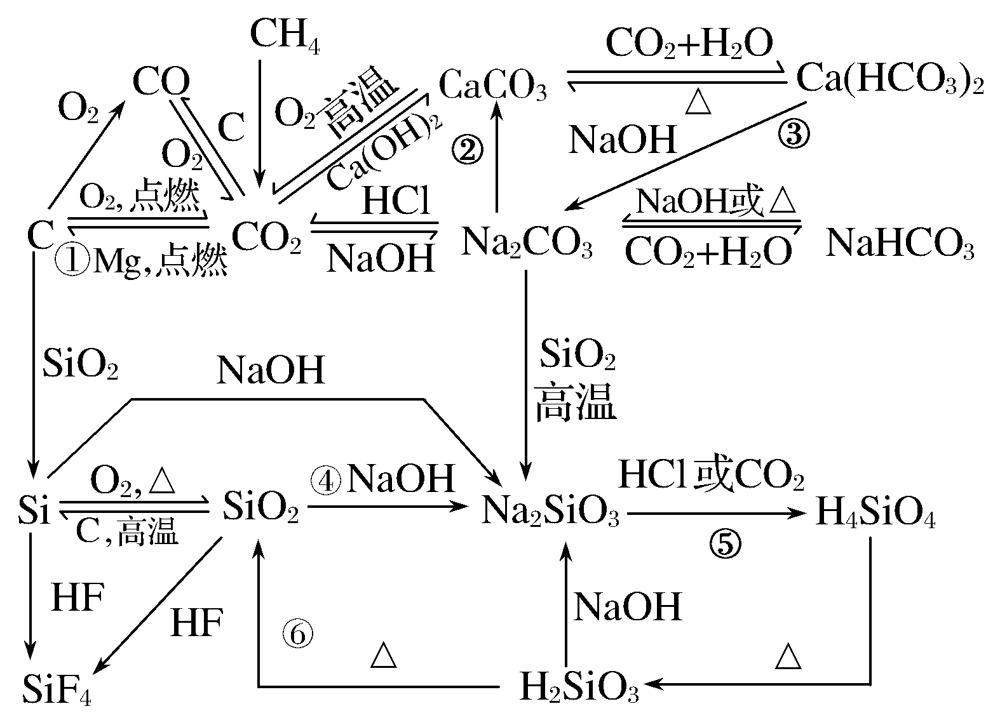 CH₄
CO₂+H₂O
CO
CaCO₃
Ca(HCO₃)₂
O₂
C
O₂高温
△
O₂
Ca(OH)₂
②
NaOH
③
O₂,点燃
HCl
NaOH或△
C
CO₂
Na₂CO₃
NaHCO₃
①Mg,点燃
NaOH
CO₂+H₂O
SiO₂
NaOH
SiO₂
高温
O₂,△
④NaOH
HCl或CO₂
Si
SiO₂
Na₂SiO₃
H₄SiO₄
C,高温
⑤
HF
HF
⑥
NaOH
△
△
SiF₄
H₂SiO₃